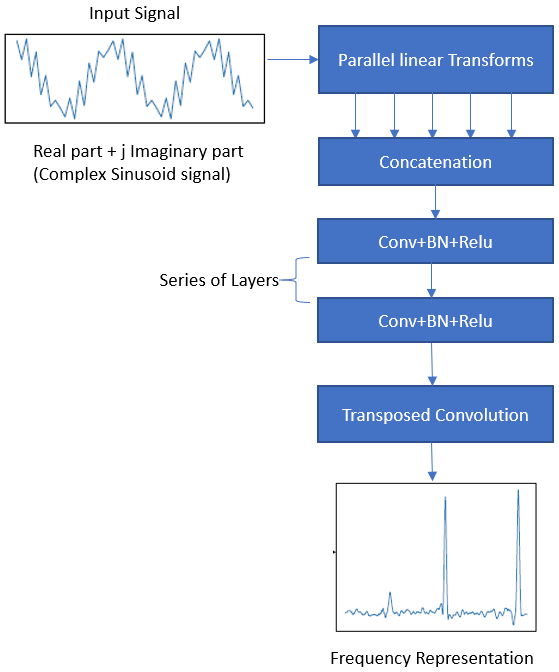 Input Signal
Parallel linear Transforms
Real part + j Imaginary part
(Complex Sinusoid signal)
Concatenation
Conv+BN+Relu
Series of Layers
Conv+BN+Relu
Transposed Convolution
Frequency Representation